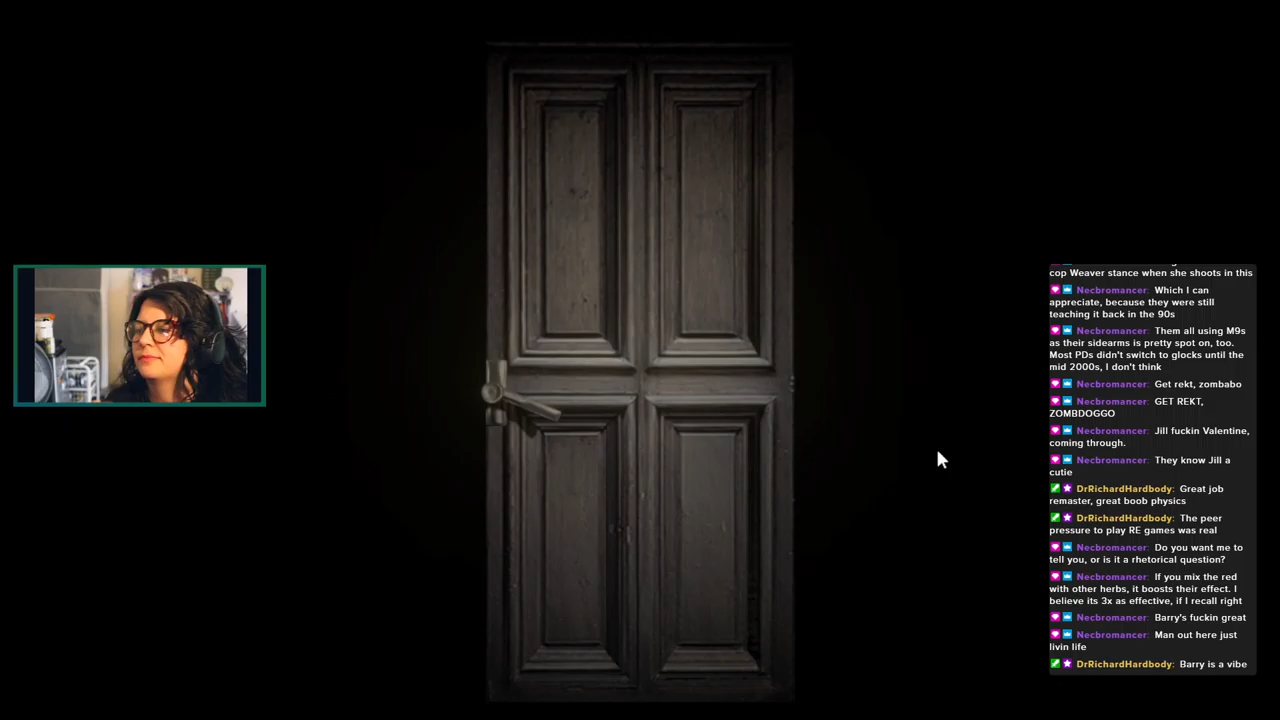 cop Weaver stance when she shoots in this
Necbromancer: Which I can
appreciate, because they were still
teaching it back in the 90s
Necbromancer: Them all using M9s
as their sidearms is pretty spot on, too.
Most PDs didn't switch to glocks until the
mid 2000s, I don't think
Necbromancer: Get rekt, zombabo
Necbromancer: GET REKT,
ZOMBDOGGO
Necbromancer: Jill fuckin Valentine,
coming through.
Necbromancer: They know Jill a
cutie
DrRichardHardbody: Great job
remaster, great boob physics
DrRichardHardbody: The peer
pressure to play RE games was real
Necbromancer: Do you want me to
tell you, or is it a rhetorical question?
Necbromancer: If you mix the red
with other herbs, it boosts their effect. I
believe its 3x as effective, if I recall right
Necbromancer: Barry's fuckin great
Necbromancer: Man out here just
livin life
DrRichardHardbody: Barry is a vibe